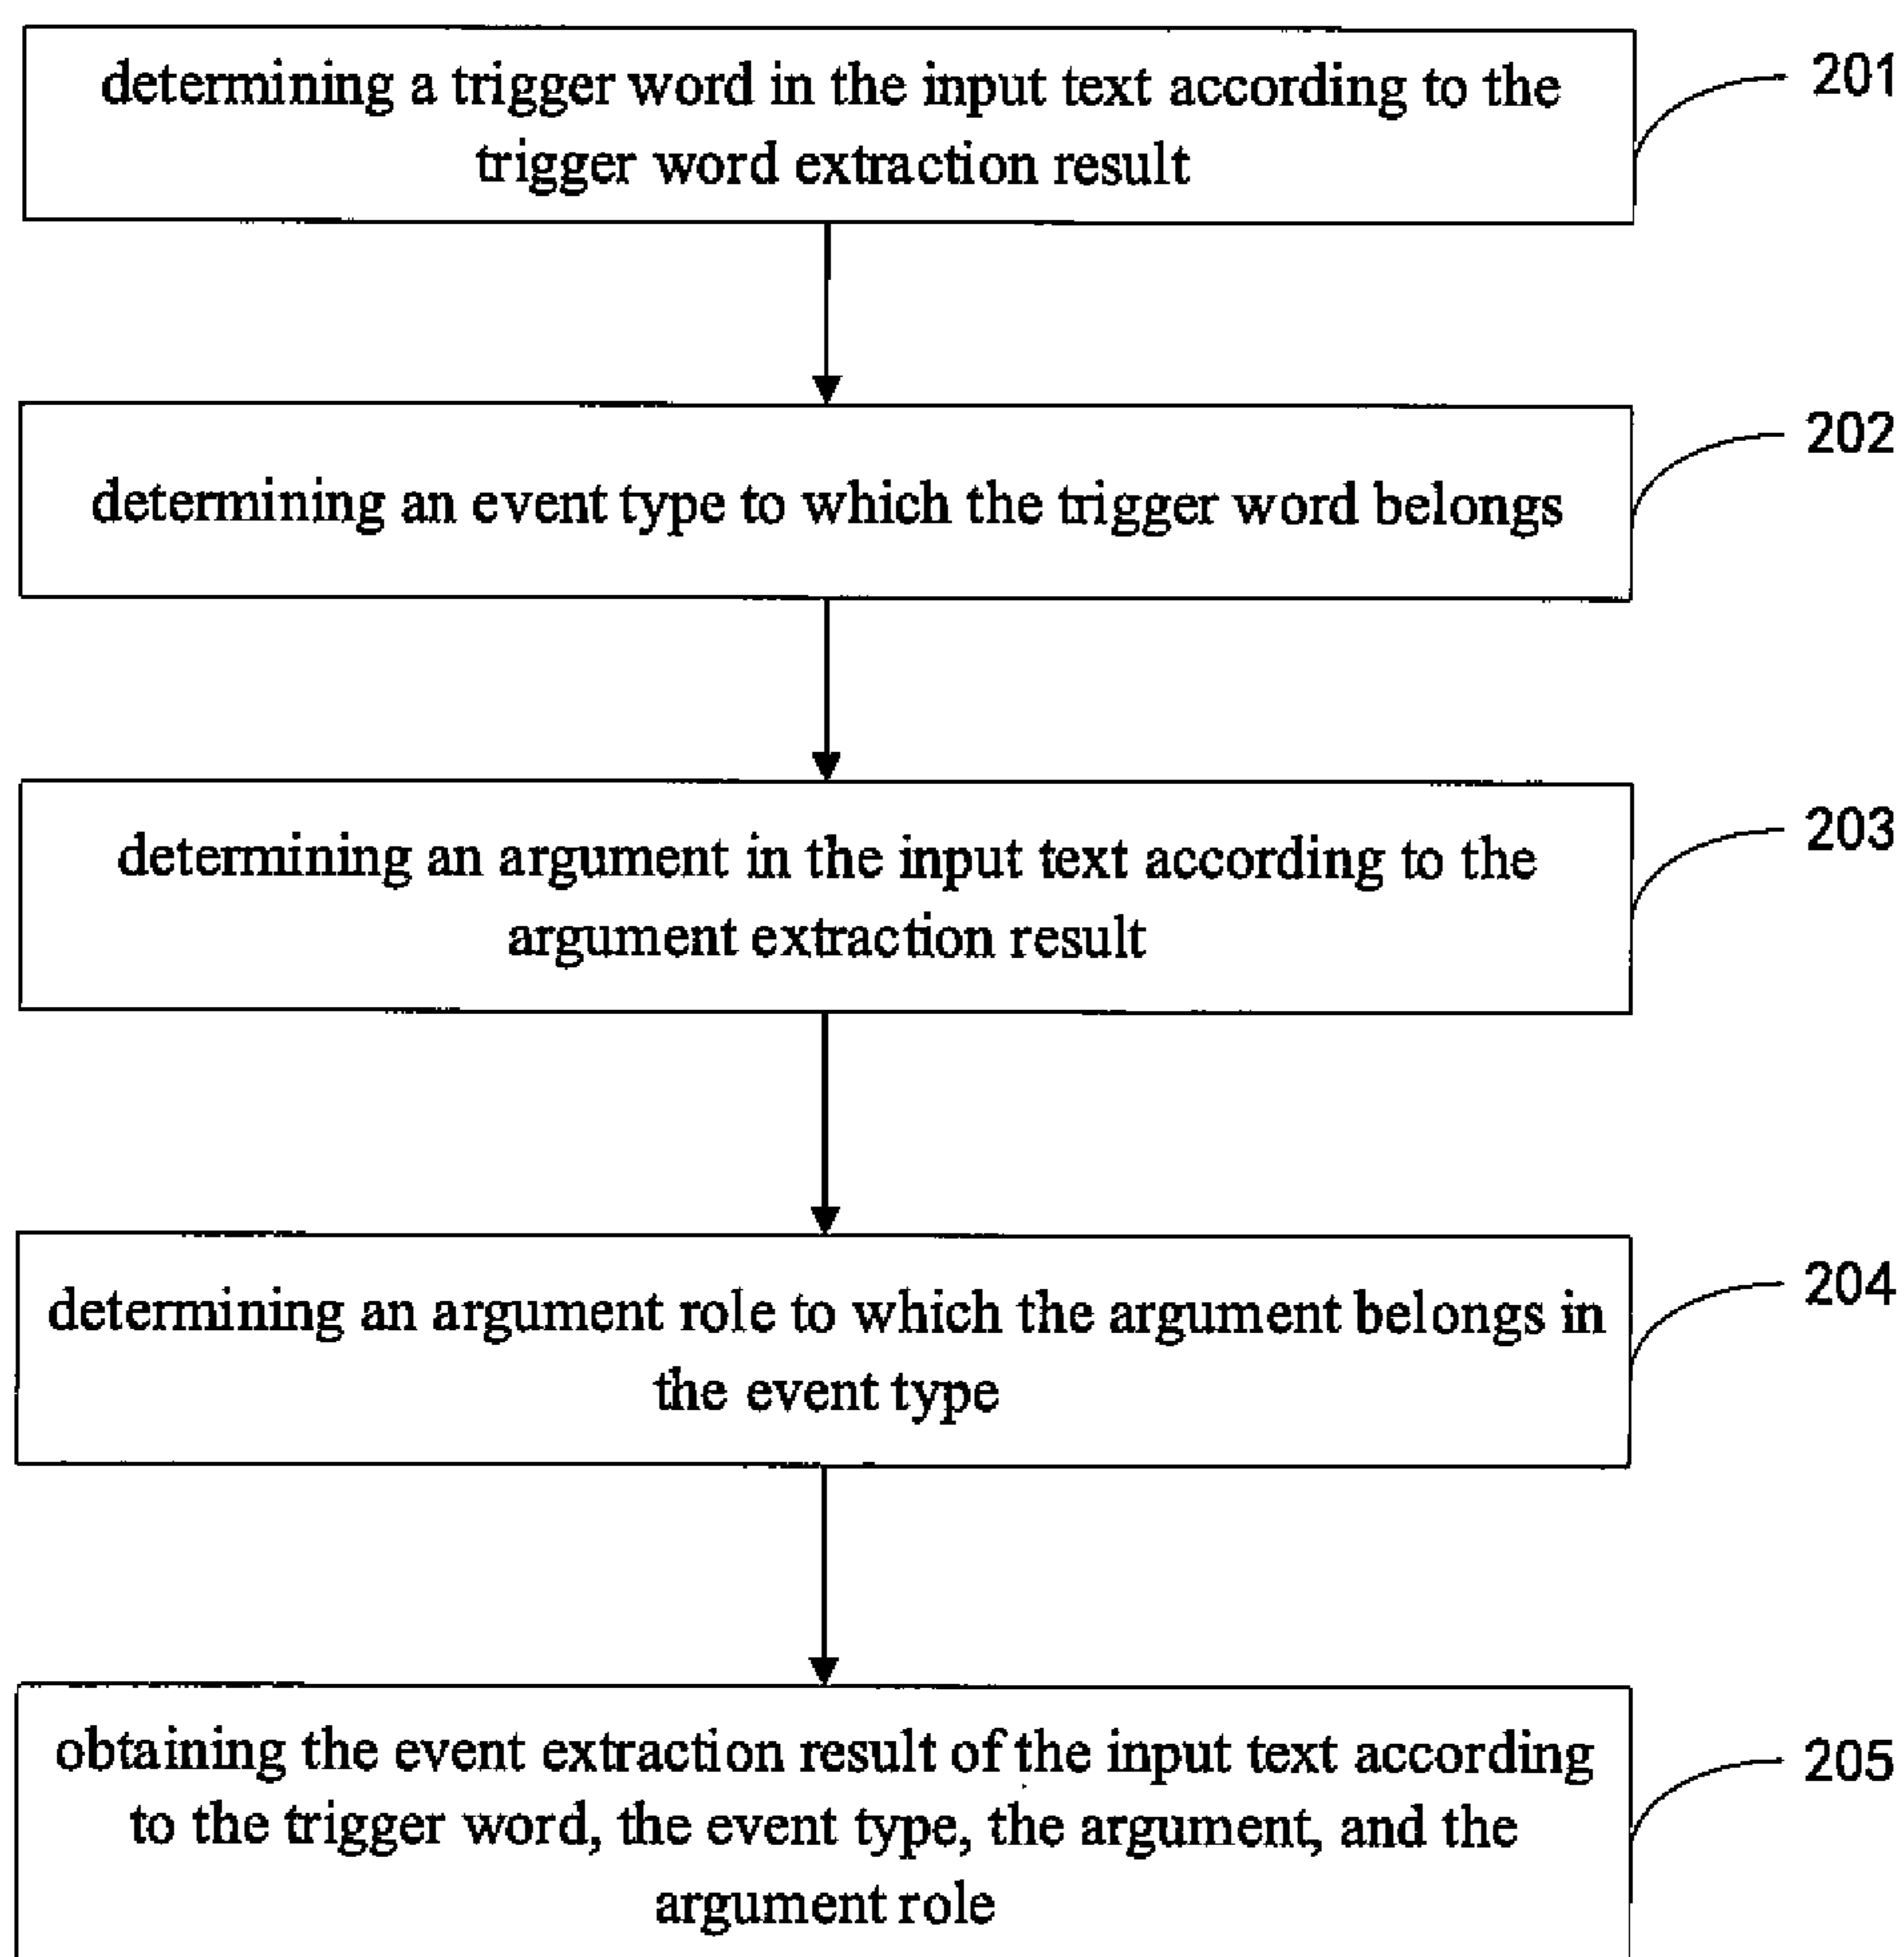 determining a trigger word in the input text according to the
trigger word extraction result
201
determining an event type to which the trigger word belongs
202
determining an argument in the input text according to the
argument extraction result
203
determining an argument role to which the argument belongs in
the event type
204
obtaining the event extraction result of the input text according
to the trigger word, the event type, the argument, and the
argument role
205